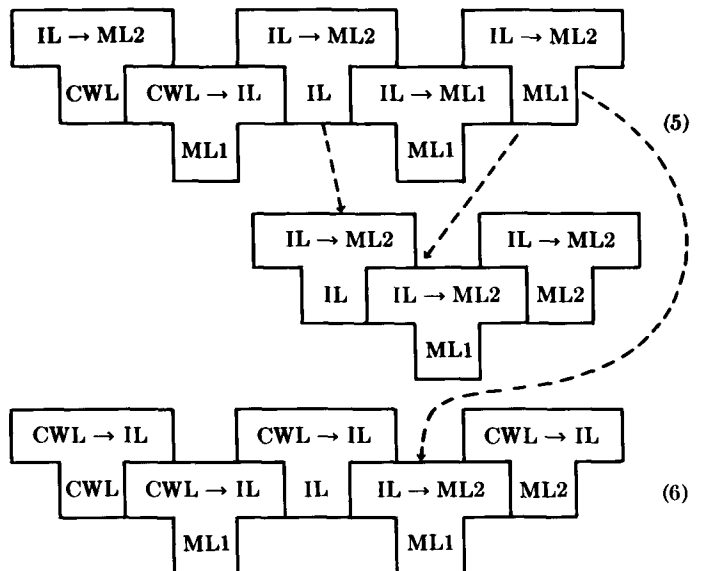 IL → ML2 IL → ML2 IL → ML2
CWL CWL → IL IL IL → ML1 ML1 (5)
ML1 ML1
IL → ML2 IL → ML2
IL IL → ML2 ML2
ML1
CWL → IL CWL → IL CWL → IL
CWL CWL → IL IL IL → ML2 ML2 (6)
ML1 ML1